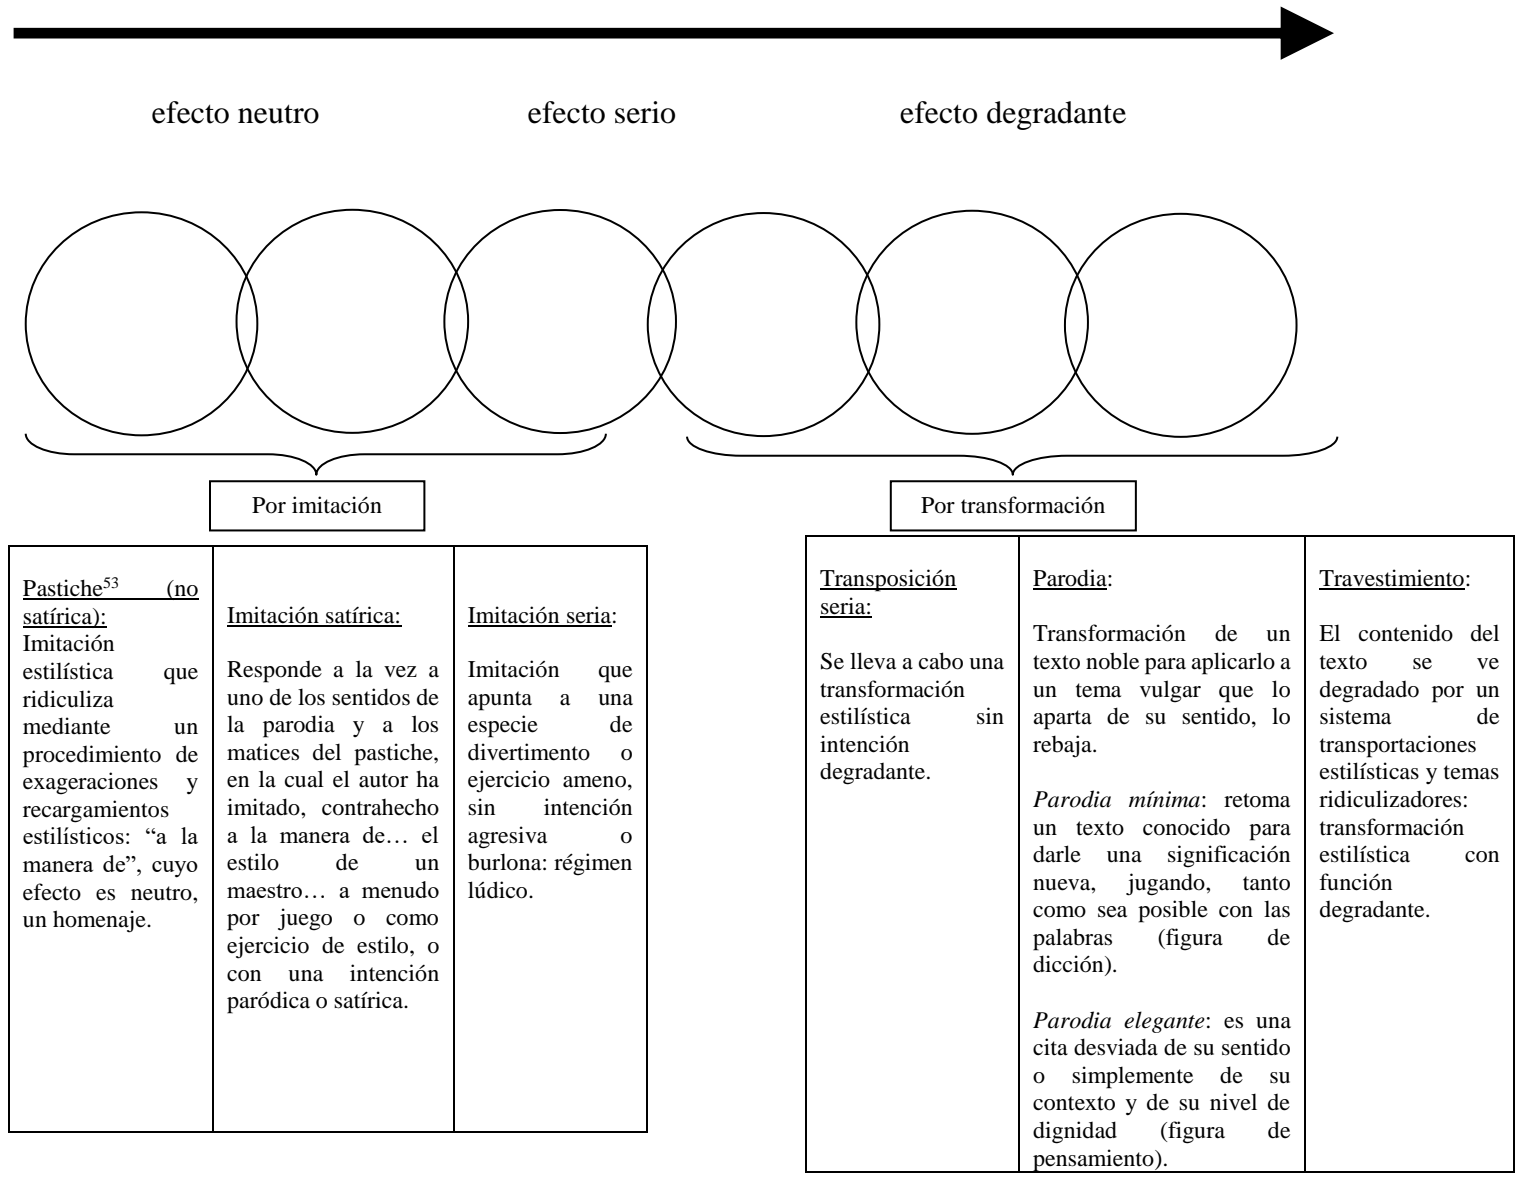 efecto neutro
efecto serio
efecto degradante
Por imitación
Por transformación
Pastiche53 (no
satírica):
Imitación
estilística que
ridiculiza
mediante un
procedimiento de
exageraciones y
recargamientos
estilísticos: “a la
manera de”, cuyo
efecto es neutro,
un homenaje.
Imitación satírica:
Responde a la vez a
uno de los sentidos de
la parodia y a los
matices del pastiche,
en la cual el autor ha
imitado, contrahecho
a la manera de… el
estilo de un
maestro… a menudo
por juego o como
ejercicio de estilo, o
con una intención
paródica o satírica.
Imitación seria:
Imitación que
apunta a una
especie de
divertimento o
ejercicio ameno,
sin intención
agresiva o
burlona: régimen
lúdico.
Transposición
seria:
Se lleva a cabo una
transformación
estilística sin
intención
degradante.
Parodia:
Transformación de un
texto noble para aplicarlo a
un tema vulgar que lo
aparta de su sentido, lo
rebaja.
Parodia mínima: retoma
un texto conocido para
darle una significación
nueva, jugando, tanto
como sea posible con las
palabras (figura de
dicción).
Parodia elegante: es una
cita desviada de su sentido
o simplemente de su
contexto y de su nivel de
dignidad (figura de
pensamiento).
Travestimiento:
El contenido del
texto se ve
degradado por un
sistema de
transportaciones
estilísticas y temas
ridiculizadores:
transformación
estilística con
función
degradante.